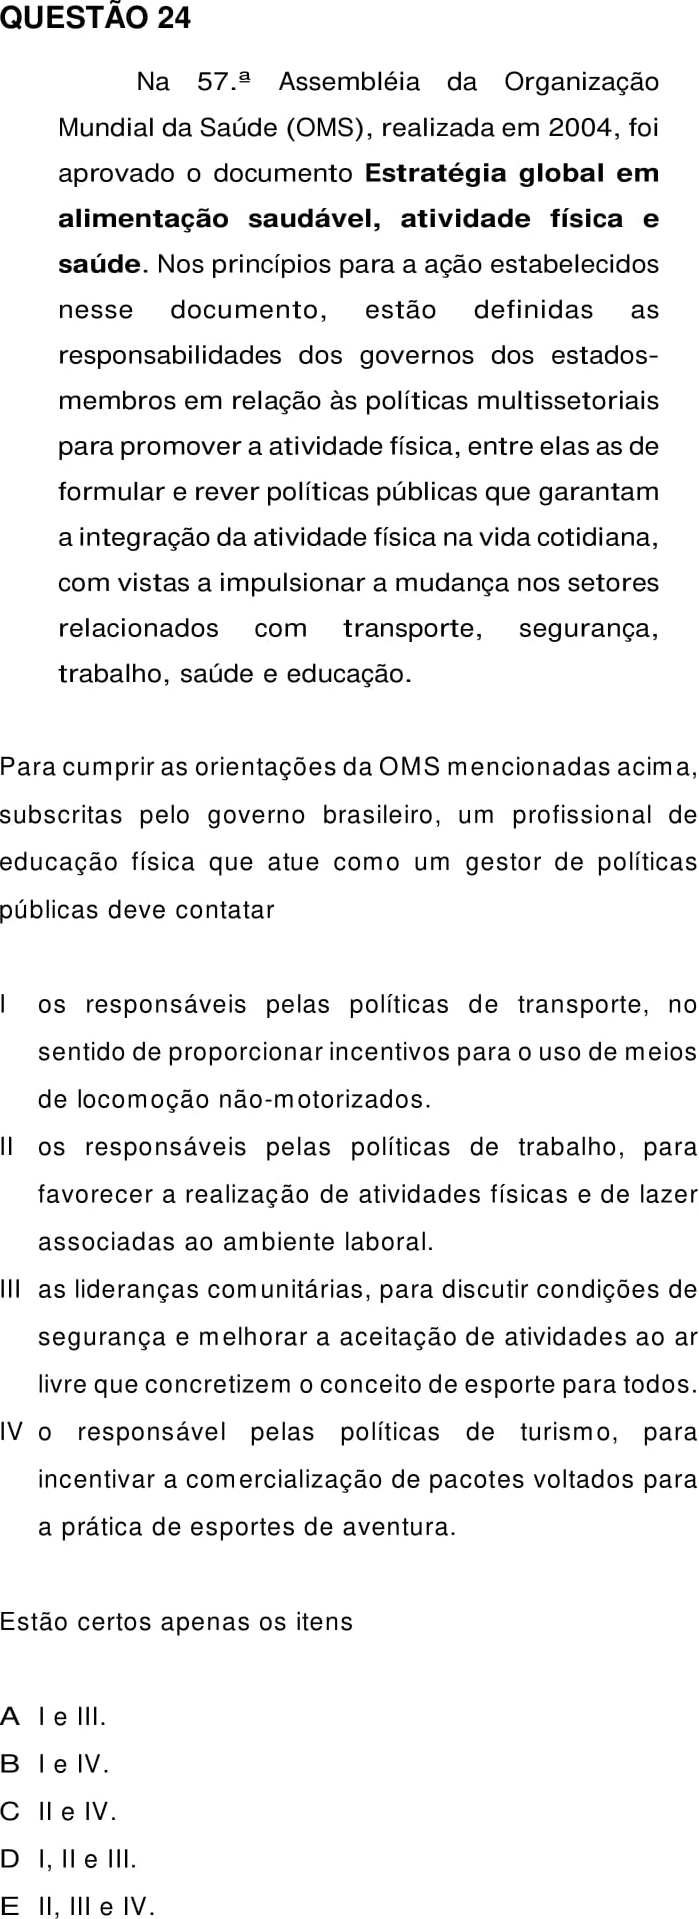 QUESTÃO 24
Na 57.ª Assembléia da Organização
Mundial da Saúde (OMS), realizada em 2004, foi
aprovado o documento Estratégia global em
alimentação saudável, atividade física e
saúde. Nos princípios para a ação estabelecidos
nesse documento, estão definidas as
responsabilidades dos governos dos estados-
membros em relação às políticas multissetoriais
para promover a atividade física, entre elas as de
formular e rever políticas públicas que garantam
a integração da atividade física na vida cotidiana,
com vistas a impulsionar a mudança nos setores
relacionados com transporte, segurança,
trabalho, saúde e educação.
Para cumprir as orientações da OMS mencionadas acima,
subscritas pelo governo brasileiro, um profissional de
educação física que atue como um gestor de políticas
públicas deve contatar
I os responsáveis pelas políticas de transporte, no
sentido de proporcionar incentivos para o uso de meios
de locomoção não-motorizados.
II os responsáveis pelas políticas de trabalho, para
favorecer a realização de atividades físicas e de lazer
associadas ao ambiente laboral.
III as lideranças comunitárias, para discutir condições de
segurança e melhorar a aceitação de atividades ao ar
livre que concretizem o conceito de esporte para todos.
IV o responsável pelas políticas de turismo, para
incentivar a comercialização de pacotes voltados para
a prática de esportes de aventura.
Estão certos apenas os itens
A I e III.
B I e IV.
C II e IV.
D I, II e III.
E II, III e IV.